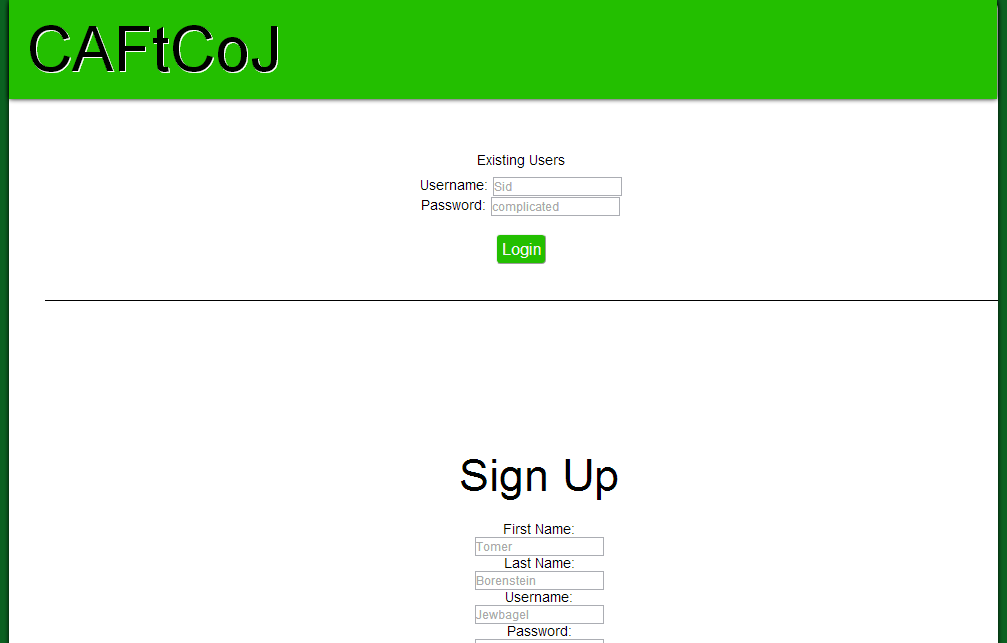 CAFtCoJ
Existing Users
Username: Sid
Password: complicated
Login
Sign Up
First Name:
Tomer
Last Name:
Borenstein
Username:
Jewbagel
Password: